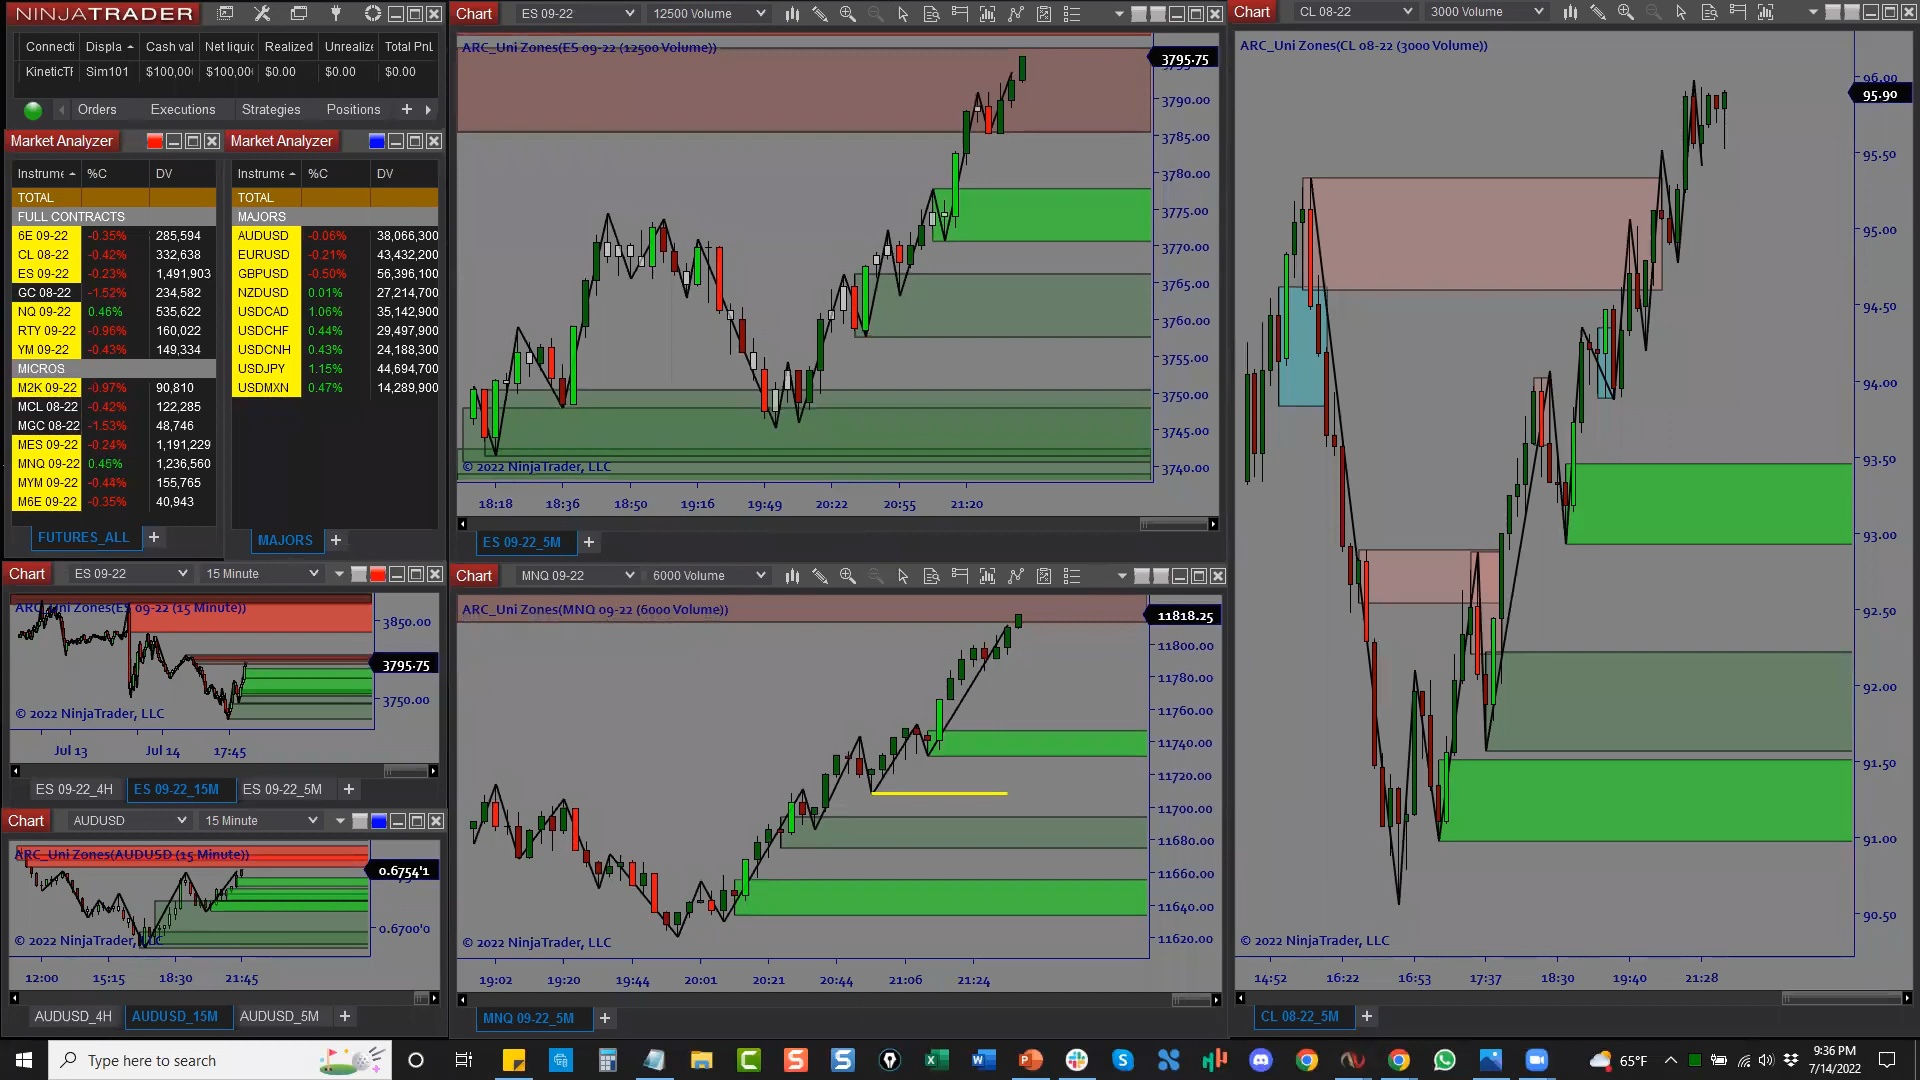 NINJATRADER
Connecti Displa Cash val Net liquic Realized Unrealize Total PnL
KineticTF Sim101 $100,00( $100,00( $0.00 $0.00 $0.00
Orders Executions Strategies Positions +
Market Analyzer
Instrume %C DV
TOTAL
FULL CONTRACTS
6E 09-22 -0.35% 285,594
CL 08-22 -0.42% 332,638
ES 09-22 -0.23% 1,491,903
GC 08-22 -1.52% 234,582
NQ 09-22 0.46% 535,622
RTY 09-22 -0.96% 160,022
YM 09-22 -0.43% 149,334
MICROS
M2K 09-22 -0.97% 90,810
MCL 08-22 -0.42% 122,285
MGC 08-22 -1.53% 48,746
MES 09-22 -0.24% 1,191,229
MNQ 09-22 0.45% 1,236,560
MYM 09-22 -0.44% 155,765
M6E 09-22 -0.35% 40,943
FUTURES_ALL +
Market Analyzer
Instrume %C DV
TOTAL
MAJORS
AUDUSD -0.06% 38,066,300
EURUSD -0.21% 43,432,200
GBPUSD -0.50% 56,396,100
NZDUSD 0.01% 27,214,700
USDCAD 1.06% 35,142,900
USDCHF 0.44% 29,497,900
USDCNH 0.43% 24,188,300
USDJPY 1.15% 44,694,700
USDMXN 0.47% 14,289,900
MAJORS +
Chart ES 09-22 15 Minute
ARC_Uni Zones(ES 09-22 (15 Minute))
3850.00
3795.75
3750.00
© 2022 NinjaTrader, LLC
Jul 13 Jul 14 17:45
ES 09-22_4H ES 09-22_15M ES 09-22_5M +
Chart AUDUSD 15 Minute
ARC_Uni Zones(AUDUSD (15 Minute))
0.6754'1
0.6700'0
© 2022 NinjaTrader, LLC
12:00 15:15 18:30 21:45
AUDUSD_4H AUDUSD_15M AUDUSD_5M +
Chart ES 09-22 12500 Volume
ARC_Uni Zones(ES 09-22 (12500 Volume))
3795.75
3790.00
3785.00
3780.00
3775.00
3770.00
3765.00
3760.00
3755.00
3750.00
3745.00
3740.00
© 2022 NinjaTrader, LLC
18:18 18:36 18:50 19:16 19:49 20:22 20:55 21:20
ES 09-22_5M +
Chart MNQ 09-22 6000 Volume
ARC_Uni Zones(MNQ 09-22 (6000 Volume))
11818.25
11800.00
11780.00
11760.00
11740.00
11720.00
11700.00
11680.00
11660.00
11640.00
11620.00
© 2022 NinjaTrader, LLC
19:02 19:20 19:44 20:01 20:21 20:44 21:06 21:24
MNQ 09-22_5M +
Chart CL 08-22 3000 Volume
ARC_Uni Zones(CL 08-22 (3000 Volume))
96.00
95.90
95.50
95.00
94.50
94.00
93.50
93.00
92.50
92.00
91.50
91.00
90.50
© 2022 NinjaTrader, LLC
14:52 16:22 16:53 17:37 18:30 19:40 21:28
CL 08-22_5M +
Type here to search
65°F
9:36 PM
7/14/2022